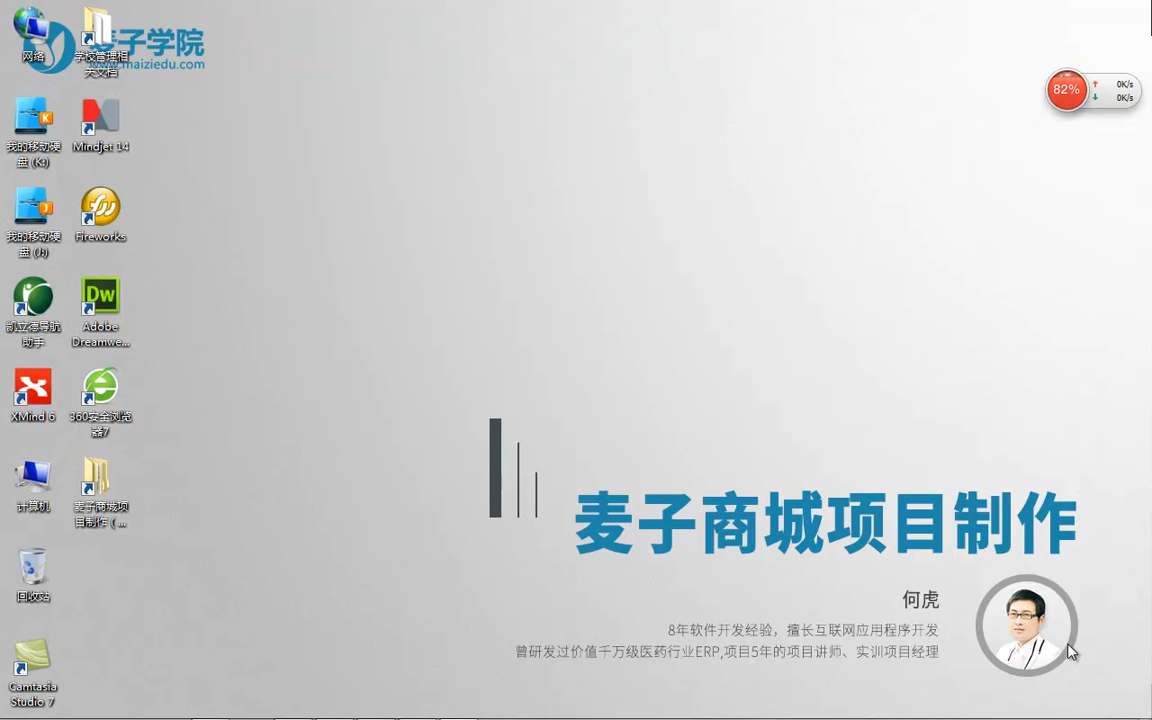 麦子学院
www.maiziedu.com
网络
学校管理相
关文档
82%
0K/s
0K/s
我的移动硬
盘 (K:)
Mindjet 14
我的移动硬
盘 (J:)
Fireworks
凯立德导航
助手
Dw
Adobe
Dreamwe...
XMind 6
360安全浏览
器7
计算机
麦子商城项
目制作 ( ...
回收站
Camtasia
Studio 7
麦子商城项目制作
何虎
8年软件开发经验，擅长互联网应用程序开发
曾研发过价值千万级医药行业ERP,项目5年的项目讲师、实训项目经理